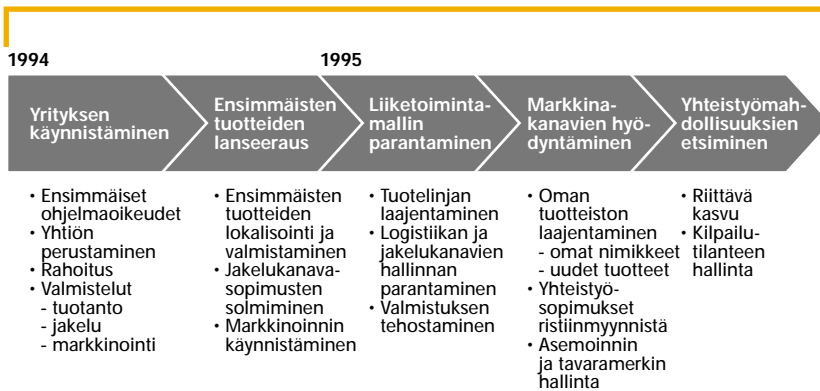 1994
1995
Yrityksen
käynnistäminen
Ensimmäisten
tuotteiden
lanseeraus
Liiketoiminta-
mallin
parantaminen
Markkina-
kanavien hyö-
dyntäminen
Yhteistyömah-
dollisuuksien
etsiminen
· Ensimmäiset
ohjelmaoikeudet
· Yhtiön
perustaminen
· Rahoitus
· Valmistelut
- tuotanto
- jakelu
- markkinointi
· Ensimmäisten
tuotteiden
lokalisointi ja
valmistaminen
· Jakelukanava-
sopimusten
solmiminen
· Markkinoinnin
käynnistäminen
· Tuotelinjan
laajentaminen
· Logistiikan ja
jakelukanavien
hallinnan
parantaminen
· Valmistuksen
tehostaminen
· Oman
tuotteiston
laajentaminen
- omat nimikkeet
- uudet tuotteet
· Yhteistyö-
sopimukset
ristiinmyynnistä
· Asemoinnin
ja tavaramerkin
hallinta
· Riittävä
kasvu
· Kilpailu-
tilanteen
hallinta